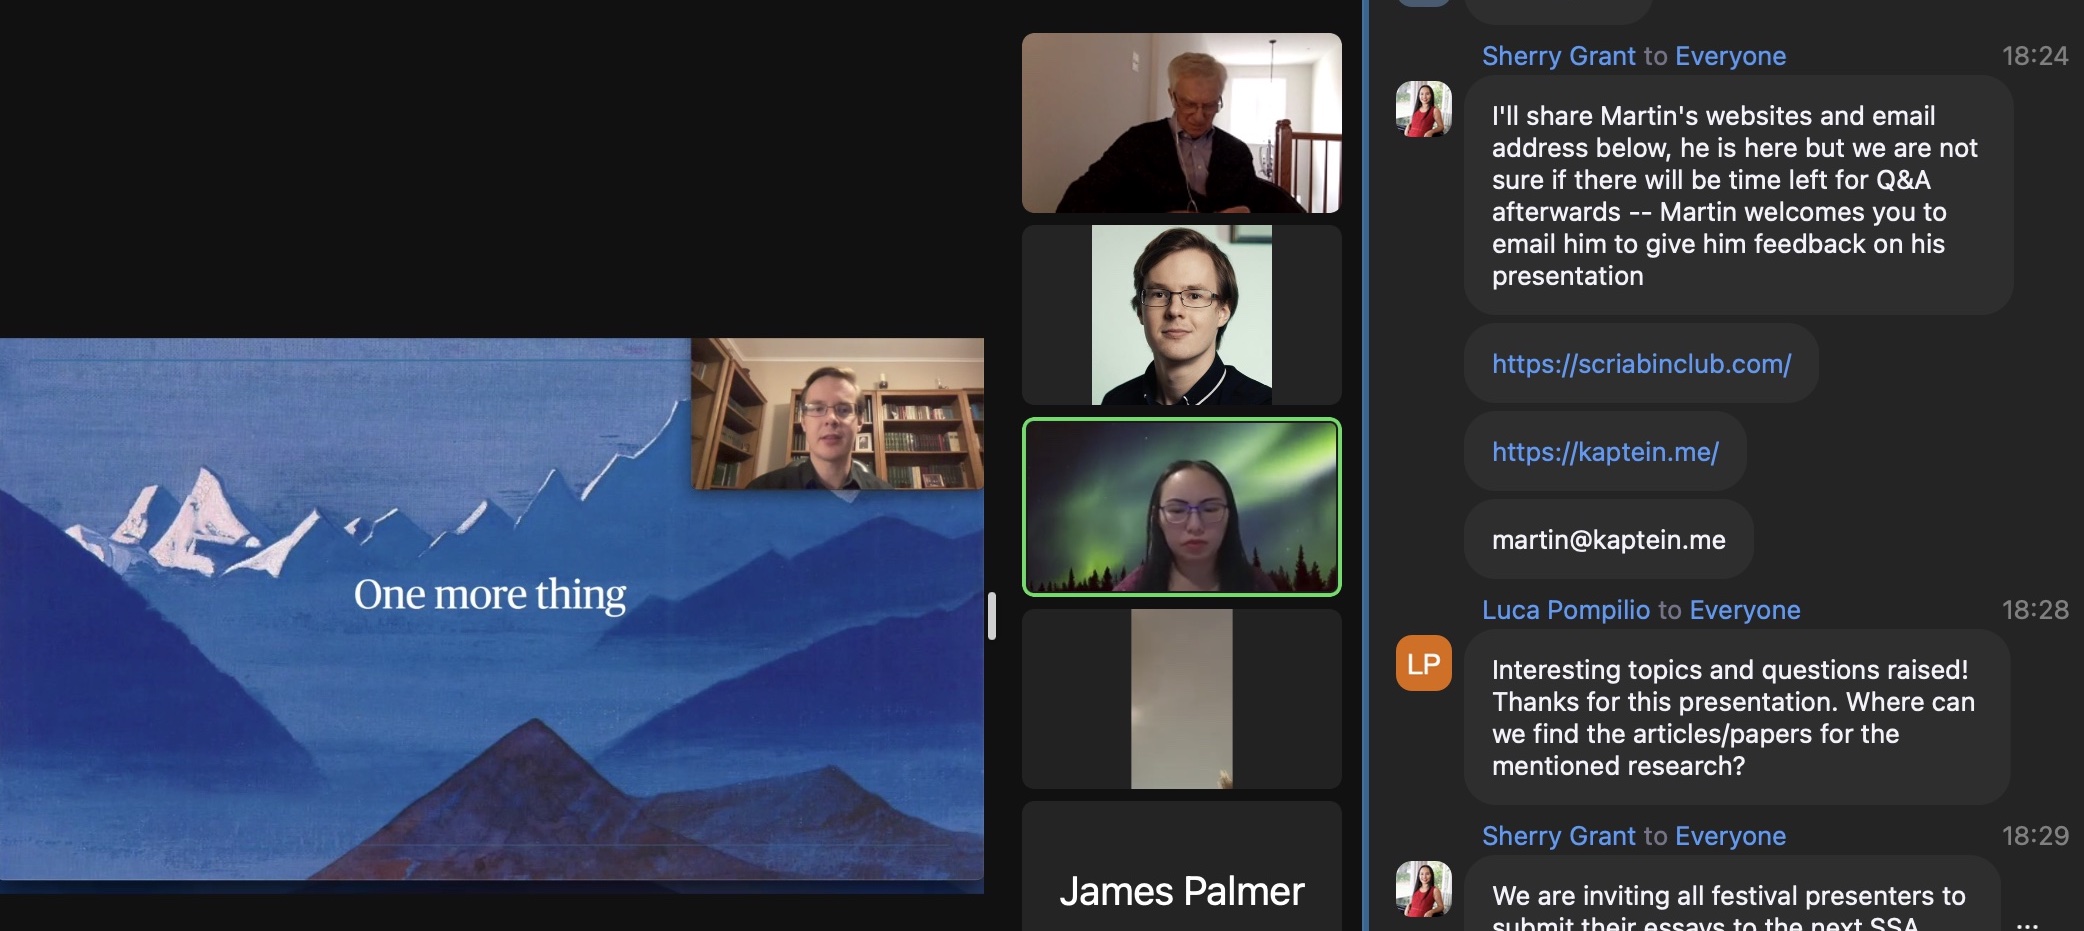 One more thing
James Palmer
Sherry Grant to Everyone 18:24
I'll share Martin's websites and email
address below, he is here but we are not
sure if there will be time left for Q&A
afterwards -- Martin welcomes you to
email him to give him feedback on his
presentation
https://scriabinclub.com/
https://kaptein.me/
martin@kaptein.me
Luca Pompilio to Everyone 18:28
LP
Interesting topics and questions raised!
Thanks for this presentation. Where can
we find the articles/papers for the
mentioned research?
Sherry Grant to Everyone 18:29
We are inviting all festival presenters to
submit their essays to the next SSA
...